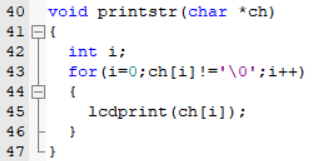 40 void printstr(char *ch)
41 {
42 int i;
43 for(i=0;ch[i]!='\0';i++)
44 {
45 lcdprint(ch[i]);
46 }
47 }